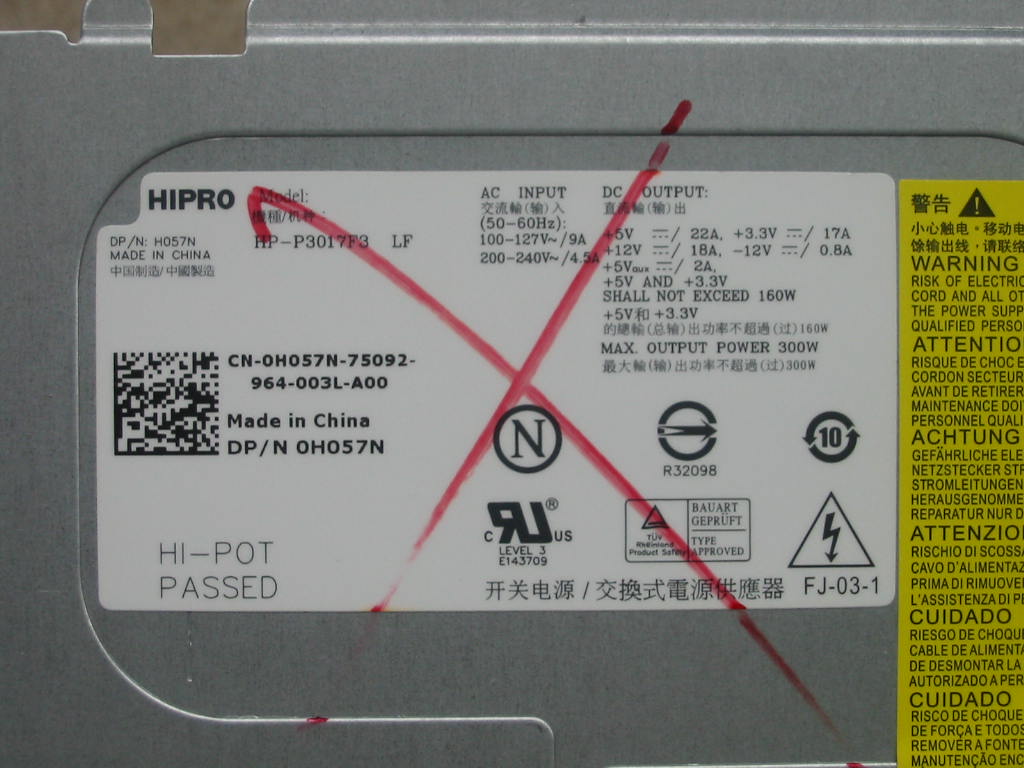 HIPRO
Model:
機種/机种:
HP-P3017F3 LF
DP/N: H057N
MADE IN CHINA
中国制造/中國製造
AC INPUT
交流輸(输)入
(50-60Hz):
100-127V~/9A
200-240V~/4.5A
DC OUTPUT:
直流輸(输)出
+5V ⎓/ 22A, +3.3V ⎓/ 17A
+12V ⎓/ 18A, -12V ⎓/ 0.8A
+5Vaux ⎓/ 2A,
+5V AND +3.3V
SHALL NOT EXCEED 160W
+5V和 +3.3V
的總輸(总输)出功率不超過(过)160W
MAX. OUTPUT POWER 300W
最大輸(输)出功率不超過(过)300W
CN-0H057N-75092-
964-003L-A00
Made in China
DP/N 0H057N
HI-POT
PASSED
N
R32098
10
c RU ® US
LEVEL 3
E143709
TÜV
Rheinland
Product Safety
BAUART
GEPRÜFT
TYPE
APPROVED
开关电源 / 交換式電源供應器
FJ-03-1
警告
小心触电。移动电
馀输出线,请联络
WARNING
RISK OF ELECTRIC
CORD AND ALL OT
THE POWER SUPP
QUALIFIED PERSO
ATTENTIO
RISQUE DE CHOC E
CORDON SECTEUR
AVANT DE RETIRER
MAINTENANCE DOI
PERSONNEL QUALI
ACHTUNG
GEFÄHRLICHE ELE
NETZSTECKER STR
STROMLEITUNGEN
HERAUSGENOMME
REPARATUR NUR D
ATTENZIO
RISCHIO DI SCOSSA
CAVO D'ALIMENTAZ
PRIMA DI RIMUOVE
L'ASSISTENZA DI PE
CUIDADO
RIESGO DE CHOQU
CABLE DE ALIMENTA
DE DESMONTAR LA
AUTORIZADO A PER
CUIDADO
RISCO DE CHOQUE
DE FORÇA E TODOS
REMOVER A FONTE
MANUTENÇÃO ENC